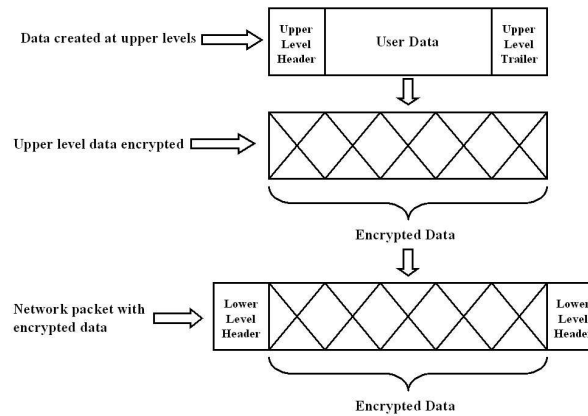 Data created at upper levels
Upper
Level
Header
User Data
Upper
Level
Trailer
Upper level data encrypted
Encrypted Data
Network packet with
encrypted data
Lower
Level
Header
Lower
Level
Header
Encrypted Data